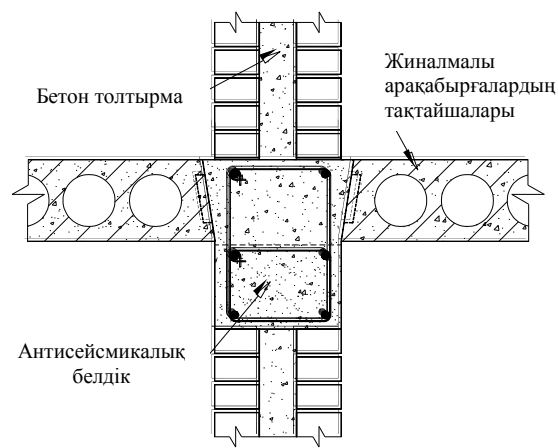 Бетон толтырма
Жиналмалы
арақабырғалардың
тақтайшалары
Антисейсмикалық
белдік